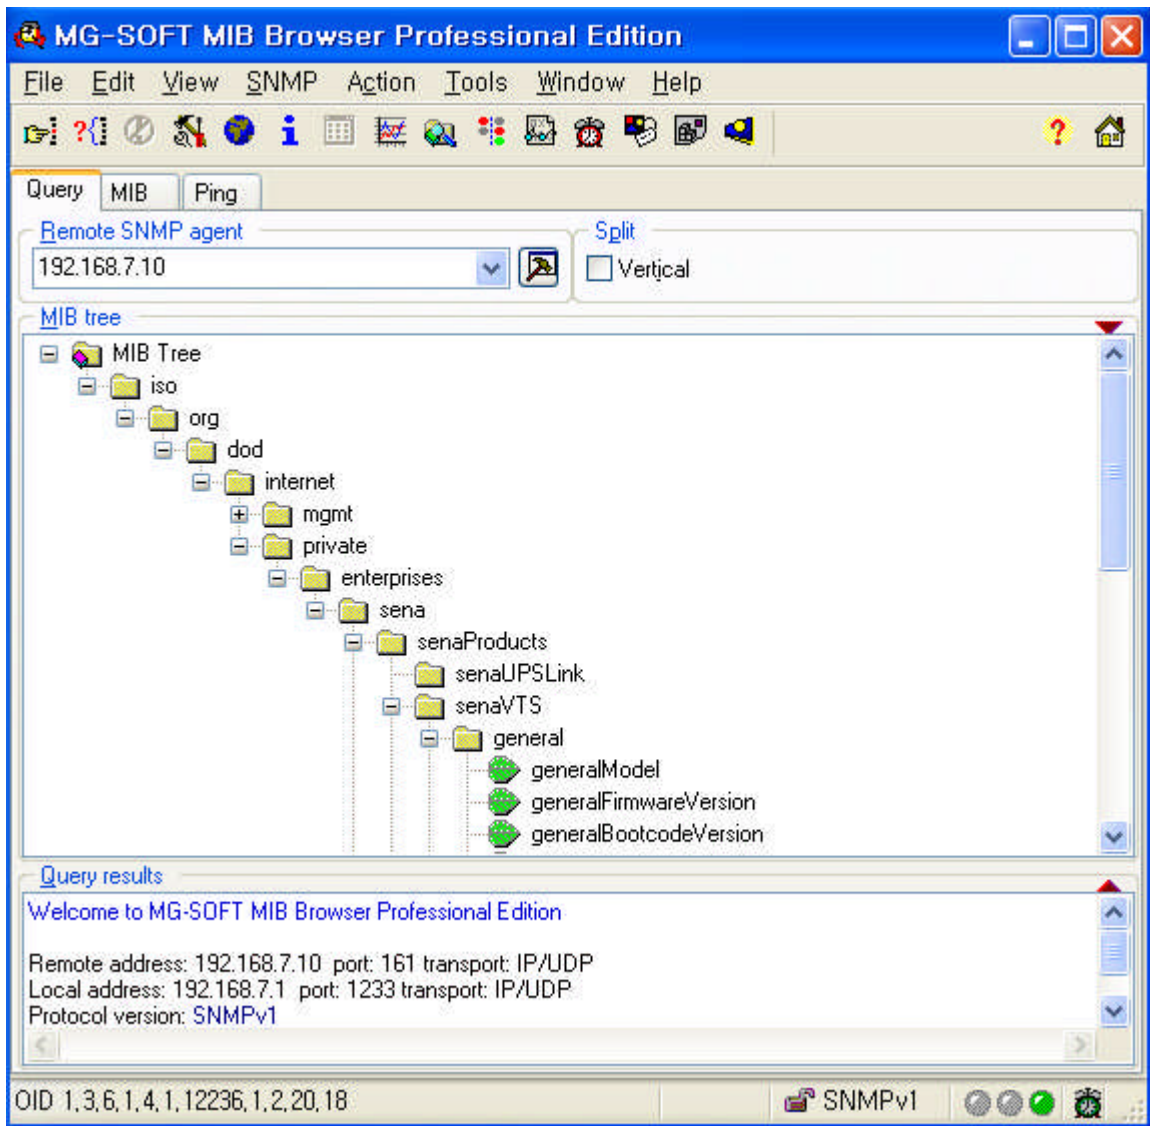 MG-SOFT MIB Browser Professional Edition
File Edit View SNMP Action Tools Window Help
Query MIB Ping
Remote SNMP agent
Split
192.168.7.10
Vertical
MIB tree
MIB Tree
iso
org
dod
internet
mgmt
private
enterprises
sena
senaProducts
senaUPSLink
senaVTS
general
generalModel
generalFirmwareVersion
generalBootcodeVersion
Query results
Welcome to MG-SOFT MIB Browser Professional Edition
Remote address: 192.168.7.10 port: 161 transport: IP/UDP
Local address: 192.168.7.1 port: 1233 transport: IP/UDP
Protocol version: SNMPv1
OID 1,3,6,1,4,1,12236,1,2,20,18 SNMPv1